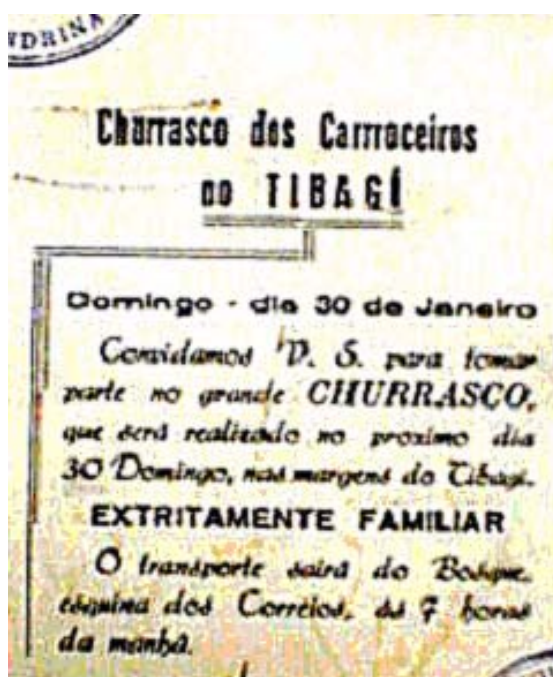 NDRINA
Churrasco dos Carrroceiros
no TIBAGÍ
Domingo - dia 30 de Janeiro
Convidamos V. S. para tomar
parte no grande CHURRASCO,
que será realizado no proximo dia
30 Domingo, nas margens do Tibagi.
EXTRITAMENTE FAMILIAR
O transporte sairá do Bosque,
esquina dos Correios, ás 7 horas
da manhã.